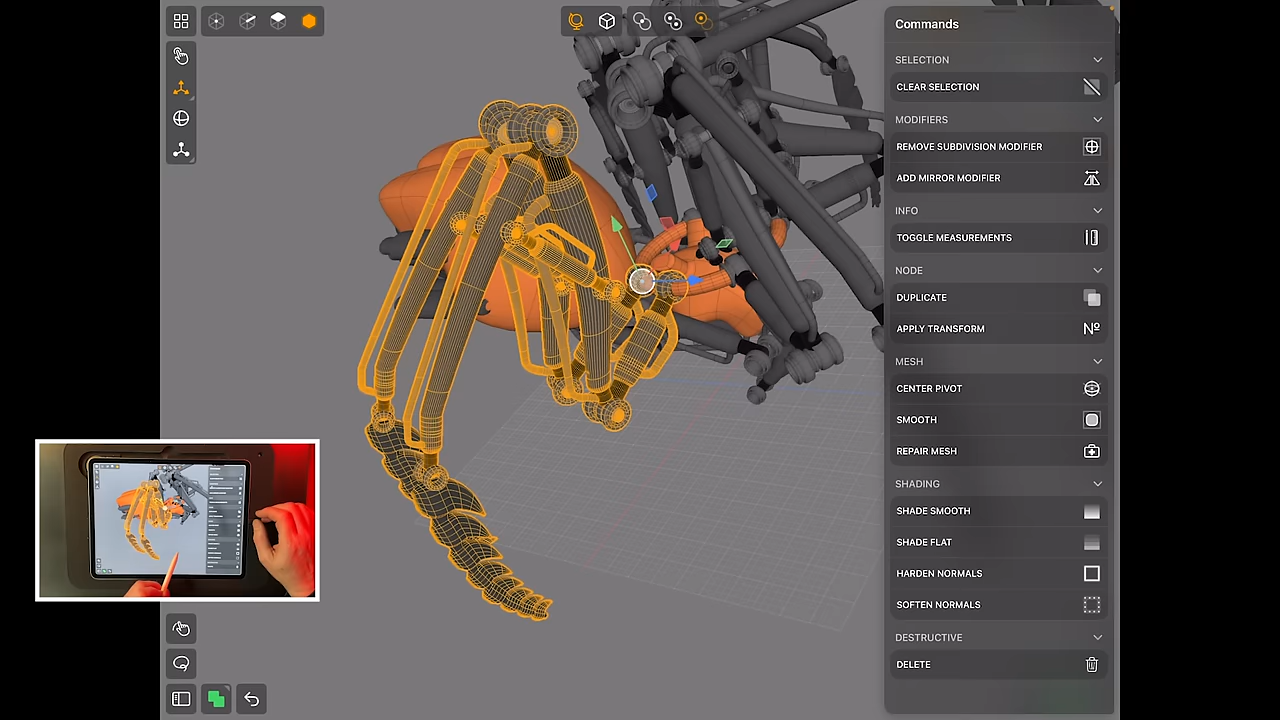 Commands
SELECTION
CLEAR SELECTION
MODIFIERS
REMOVE SUBDIVISION MODIFIER
ADD MIRROR MODIFIER
INFO
TOGGLE MEASUREMENTS
NODE
DUPLICATE
APPLY TRANSFORM
Nº
MESH
CENTER PIVOT
SMOOTH
REPAIR MESH
SHADING
SHADE SMOOTH
SHADE FLAT
HARDEN NORMALS
SOFTEN NORMALS
DESTRUCTIVE
DELETE